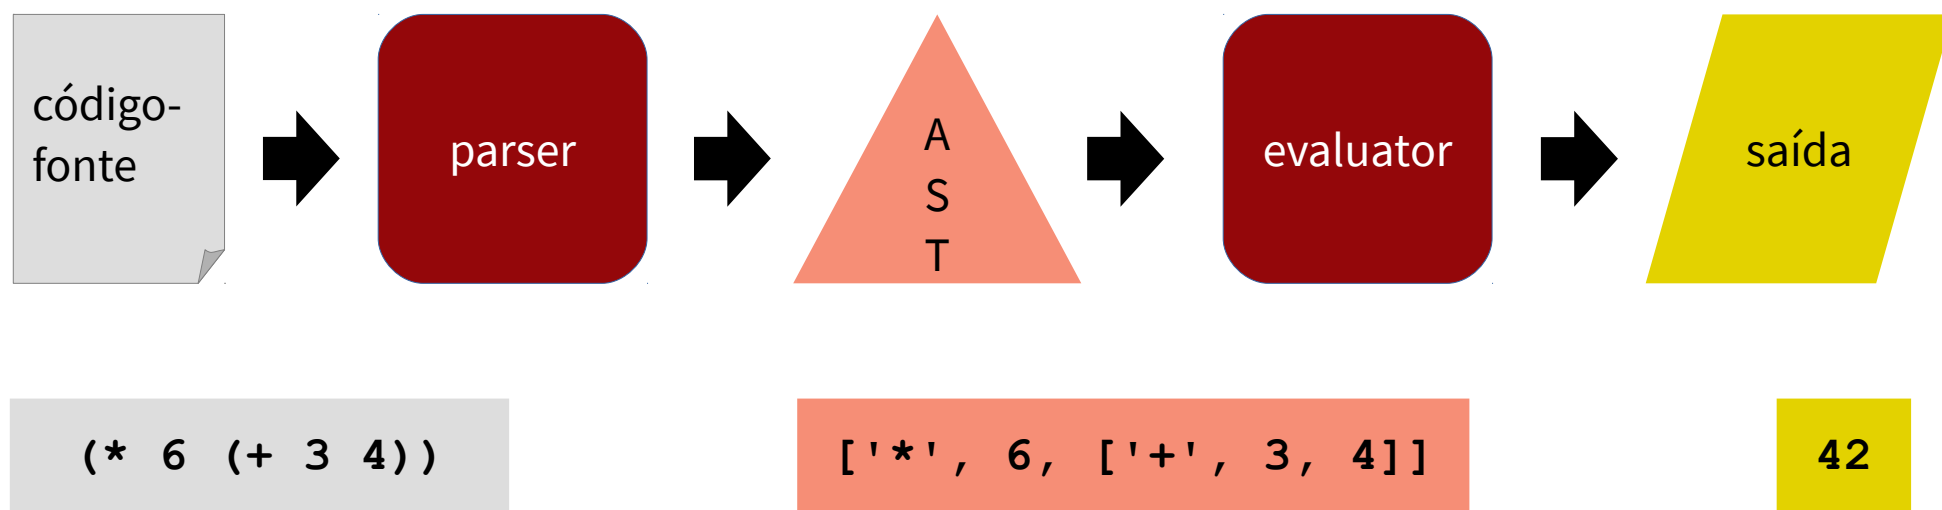 código-
fonte
parser
A
S
T
evaluator
saída
(* 6 (+ 3 4))
['*', 6, ['+', 3, 4]]
42